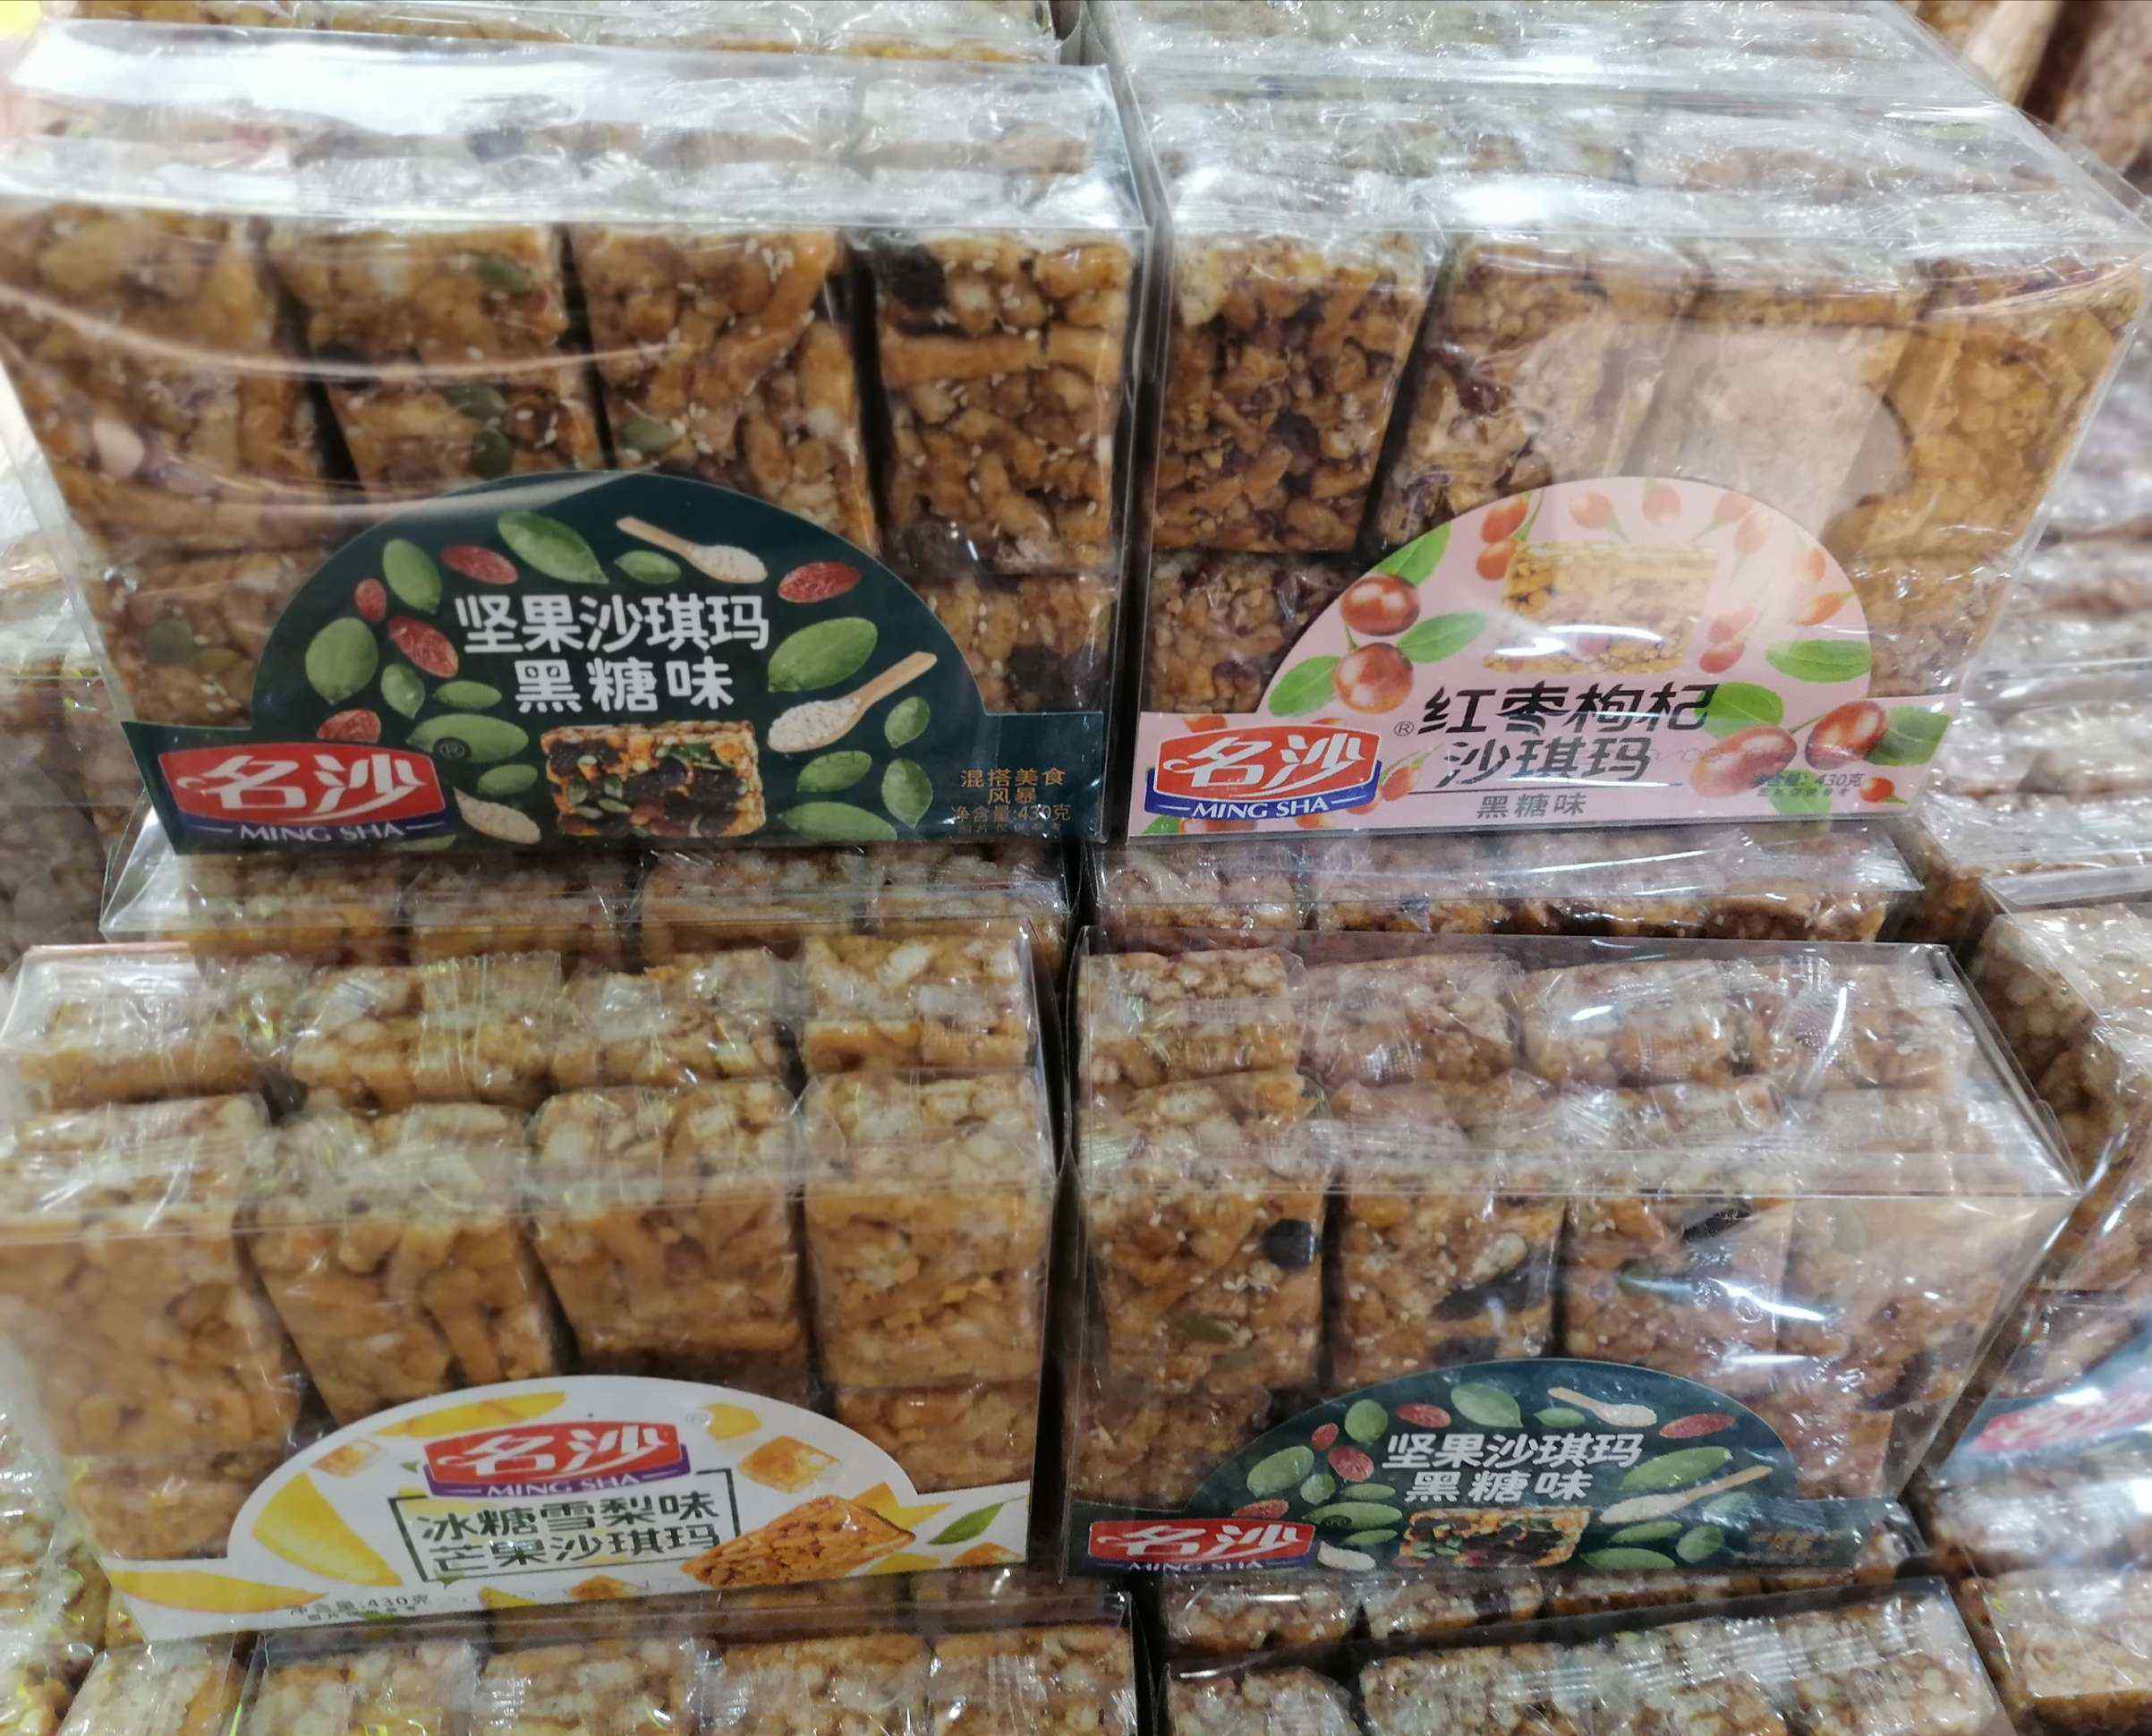 坚果沙琪玛
黑糖味
名沙
®
MING SHA
混搭美食
风暴
净含量:430克
®
红枣枸杞
沙琪玛
黑糖味
名沙
MING SHA
430克
名沙
®
MING SHA
冰糖雪梨味
芒果沙琪玛
净含量:430克
坚果沙琪玛
黑糖味
名沙
MING SHA